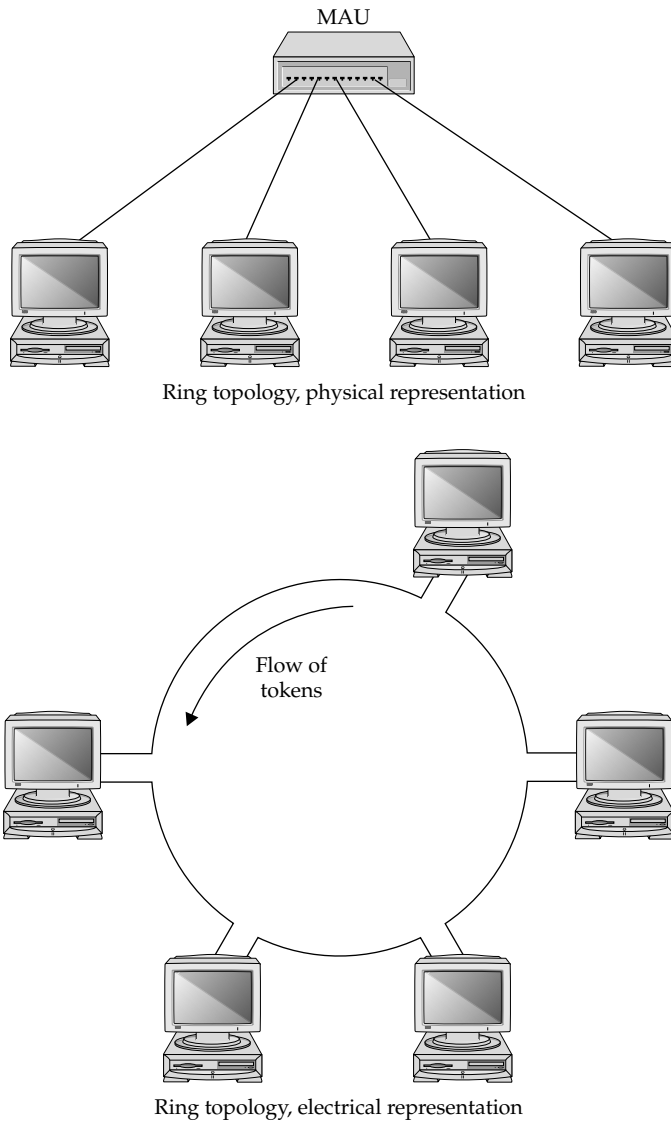 MAU
Ring topology, physical representation
Flow of
tokens
Ring topology, electrical representation